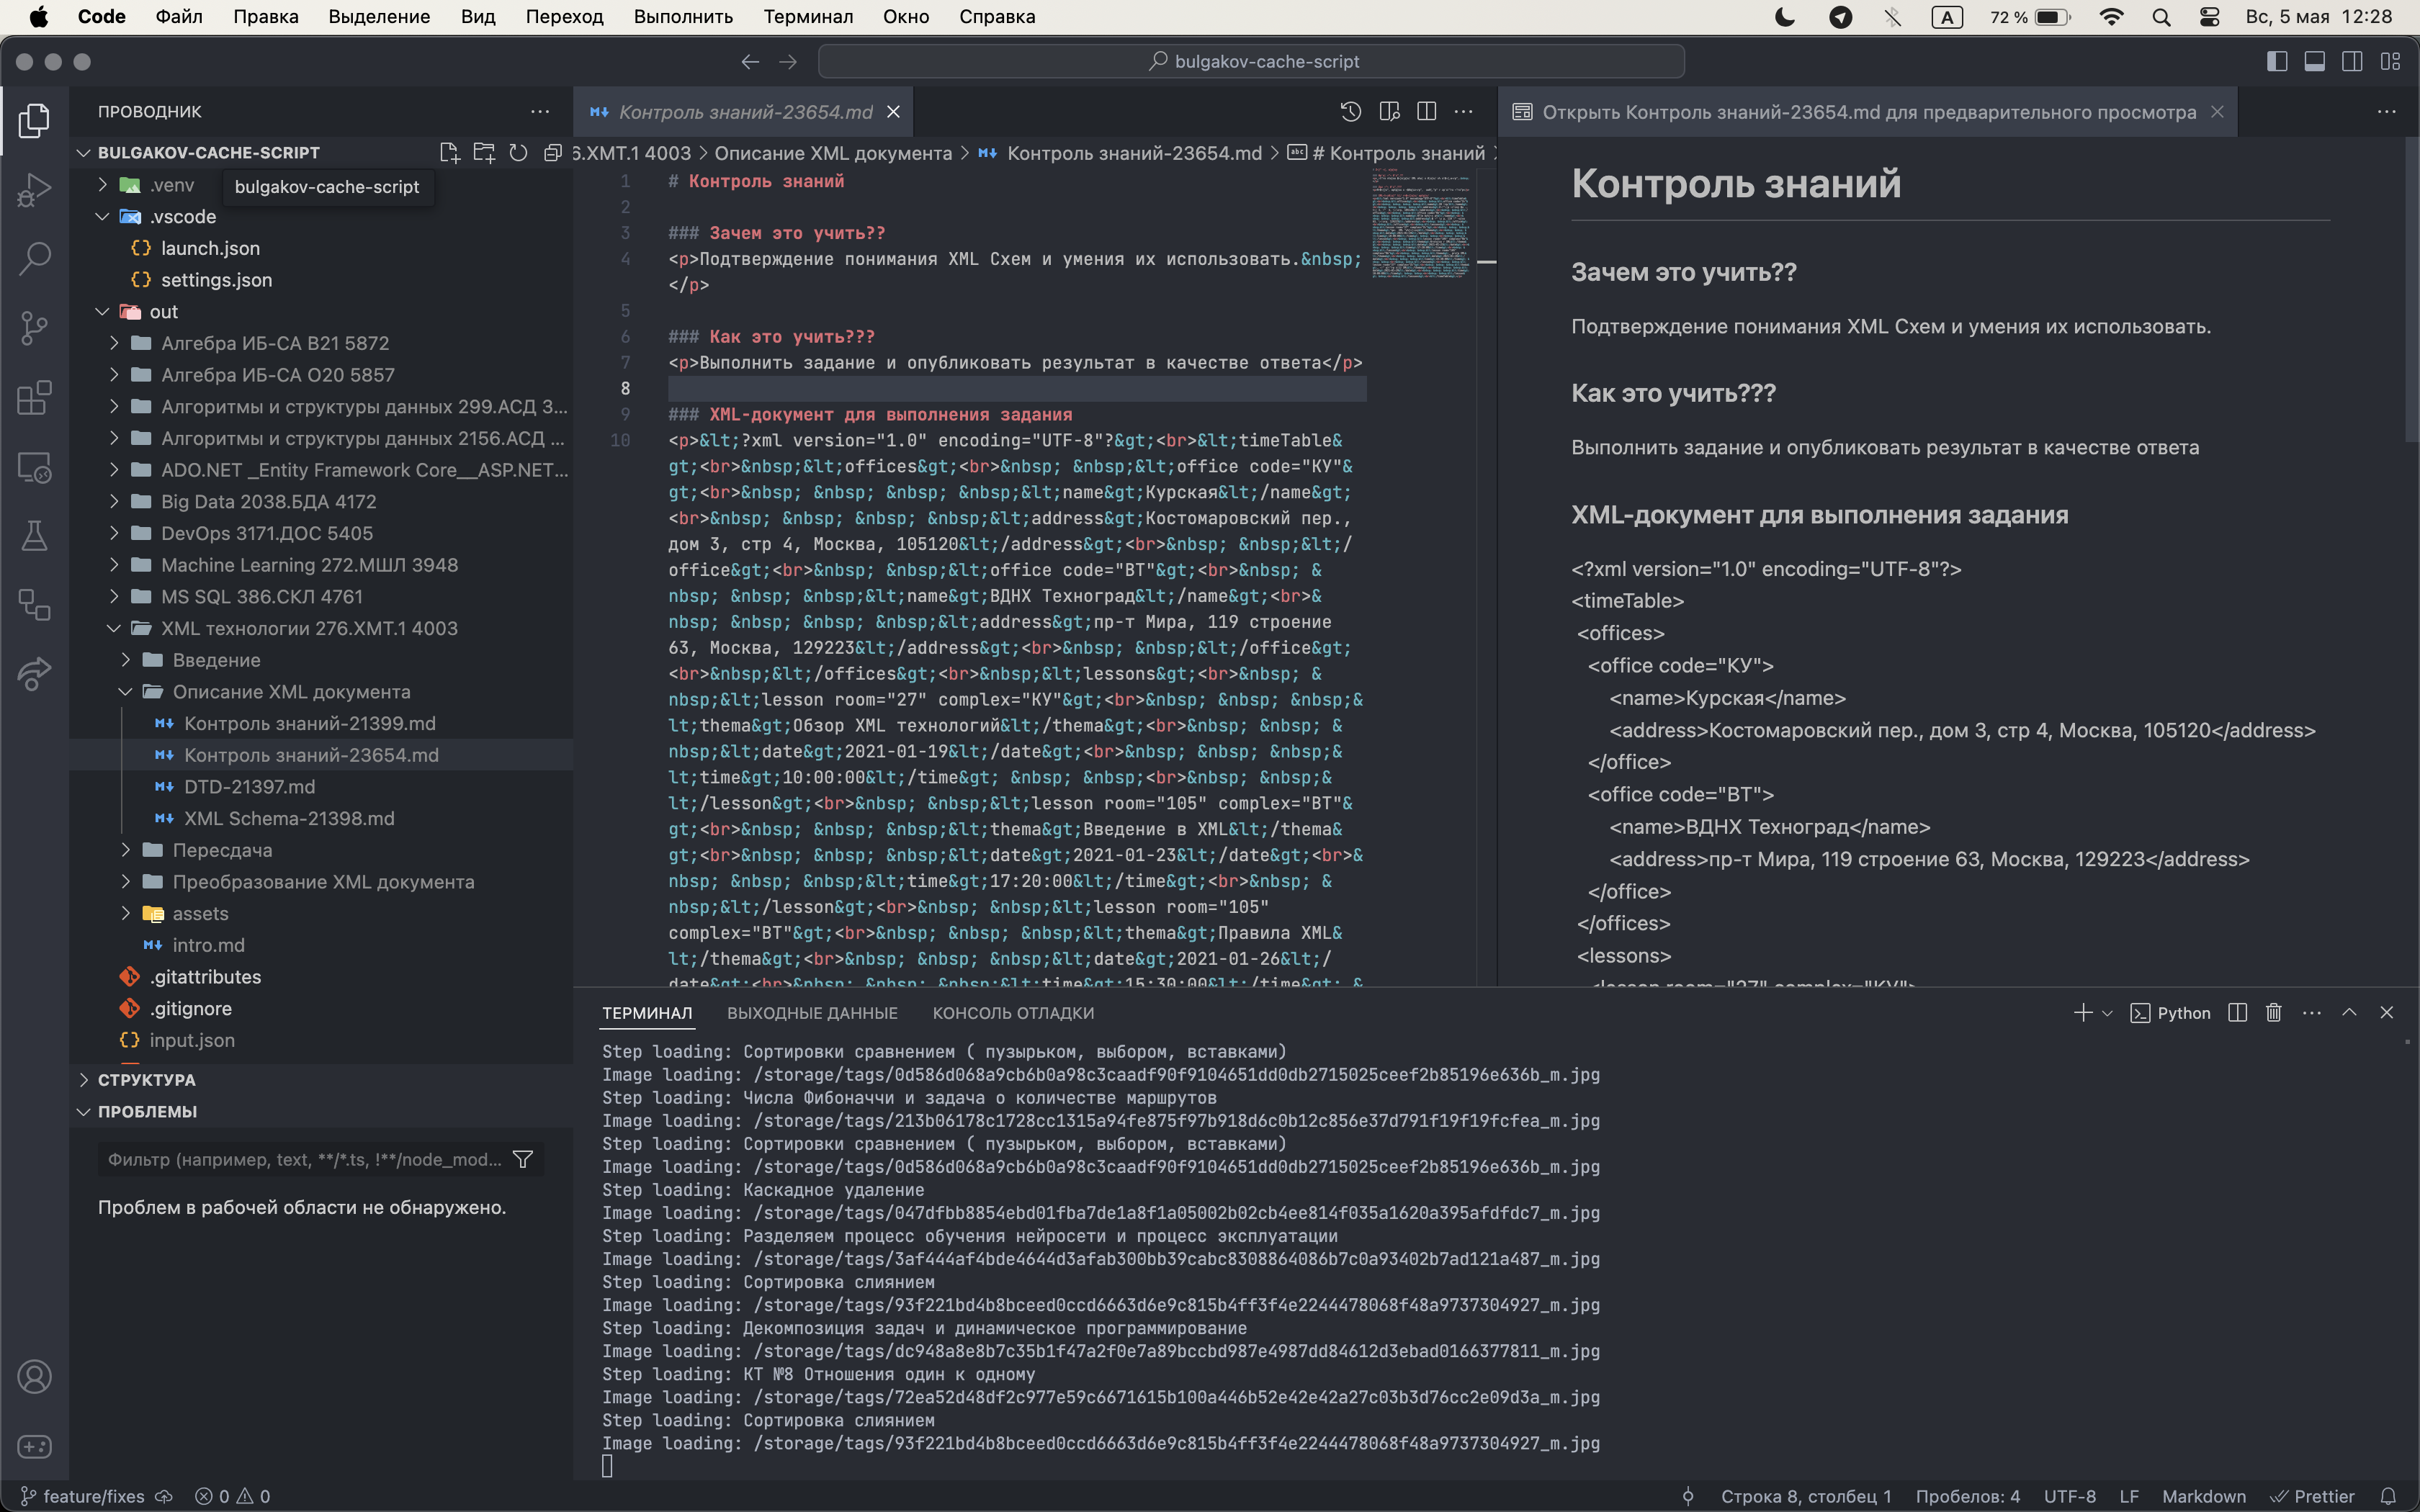 Code Файл Правка Выделение Вид Переход Выполнить Терминал Окно Справка A 72 % Вс, 5 мая 12:28
bulgakov-cache-script
ПРОВОДНИК
BULGAKOV-CACHE-SCRIPT
.venv
bulgakov-cache-script
.vscode
launch.json
settings.json
out
Алгебра ИБ-СА В21 5872
Алгебра ИБ-СА О20 5857
Алгоритмы и структуры данных 299.АСД 3...
Алгоритмы и структуры данных 2156.АСД ...
ADO.NET _Entity Framework Core__ASP.NET...
Big Data 2038.БДА 4172
DevOps 3171.ДОС 5405
Machine Learning 272.МШЛ 3948
MS SQL 386.СКЛ 4761
XML технологии 276.ХМТ.1 4003
Введение
Описание XML документа
Контроль знаний-21399.md
Контроль знаний-23654.md
DTD-21397.md
XML Schema-21398.md
Пересдача
Преобразование XML документа
assets
intro.md
.gitattributes
.gitignore
input.json
СТРУКТУРА
ПРОБЛЕМЫ
Фильтр (например, text, **/*.ts, !**/node_mod...
Проблем в рабочей области не обнаружено.
Контроль знаний-23654.md
6.ХМТ.1 4003 > Описание XML документа > Контроль знаний-23654.md > # Контроль знаний
1 # Контроль знаний
2
3 ### Зачем это учить??
4 <p>Подтверждение понимания XML Схем и умения их использовать.&nbsp;
</p>
5
6 ### Как это учить???
7 <p>Выполнить задание и опубликовать результат в качестве ответа</p>
8
9 ### XML-документ для выполнения задания
10 <p>&lt;?xml version="1.0" encoding="UTF-8"?&gt;<br>&lt;timeTable&
gt;<br>&nbsp;&lt;offices&gt;<br>&nbsp; &nbsp;&lt;office code="КУ"&
gt;<br>&nbsp; &nbsp; &nbsp; &nbsp;&lt;name&gt;Курская&lt;/name&gt;
<br>&nbsp; &nbsp; &nbsp; &nbsp;&lt;address&gt;Костомаровский пер.,
дом 3, стр 4, Москва, 105120&lt;/address&gt;<br>&nbsp; &nbsp;&lt;/
office&gt;<br>&nbsp; &nbsp;&lt;office code="ВТ"&gt;<br>&nbsp; &
nbsp; &nbsp; &nbsp;&lt;name&gt;ВДНХ Техноград&lt;/name&gt;<br>&
nbsp; &nbsp; &nbsp; &nbsp;&lt;address&gt;пр-т Мира, 119 строение
63, Москва, 129223&lt;/address&gt;<br>&nbsp; &nbsp;&lt;/office&gt;
<br>&nbsp;&lt;/offices&gt;<br>&nbsp;&lt;lessons&gt;<br>&nbsp; &
nbsp;&lt;lesson room="27" complex="КУ"&gt;<br>&nbsp; &nbsp; &nbsp;&
lt;thema&gt;Обзор XML технологий&lt;/thema&gt;<br>&nbsp; &nbsp; &
nbsp;&lt;date&gt;2021-01-19&lt;/date&gt;<br>&nbsp; &nbsp; &nbsp;&
lt;time&gt;10:00:00&lt;/time&gt; &nbsp; &nbsp;<br>&nbsp; &nbsp;&
lt;/lesson&gt;<br>&nbsp; &nbsp;&lt;lesson room="105" complex="ВТ"&
gt;<br>&nbsp; &nbsp; &nbsp;&lt;thema&gt;Введение в XML&lt;/thema&
gt;<br>&nbsp; &nbsp; &nbsp;&lt;date&gt;2021-01-23&lt;/date&gt;<br>&
nbsp; &nbsp; &nbsp;&lt;time&gt;17:20:00&lt;/time&gt;<br>&nbsp; &
nbsp;&lt;/lesson&gt;<br>&nbsp; &nbsp;&lt;lesson room="105"
complex="ВТ"&gt;<br>&nbsp; &nbsp; &nbsp;&lt;thema&gt;Правила XML&
lt;/thema&gt;<br>&nbsp; &nbsp; &nbsp;&lt;date&gt;2021-01-26&lt;/
date&gt;<br>&nbsp; &nbsp; &nbsp;&lt;time&gt;15:30:00&lt;/time&gt; &
Открыть Контроль знаний-23654.md для предварительного просмотра
Контроль знаний
Зачем это учить??
Подтверждение понимания XML Схем и умения их использовать.
Как это учить???
Выполнить задание и опубликовать результат в качестве ответа
XML-документ для выполнения задания
<?xml version="1.0" encoding="UTF-8"?>
<timeTable>
<offices>
<office code="КУ">
<name>Курская</name>
<address>Костомаровский пер., дом 3, стр 4, Москва, 105120</address>
</office>
<office code="ВТ">
<name>ВДНХ Техноград</name>
<address>пр-т Мира, 119 строение 63, Москва, 129223</address>
</office>
</offices>
<lessons>
<lesson room="27" complex="КУ">
ТЕРМИНАЛ ВЫХОДНЫЕ ДАННЫЕ КОНСОЛЬ ОТЛАДКИ Python
Step loading: Сортировки сравнением ( пузырьком, выбором, вставками)
Image loading: /storage/tags/0d586d068a9cb6b0a98c3caadf90f9104651dd0db2715025ceef2b85196e636b_m.jpg
Step loading: Числа Фибоначчи и задача о количестве маршрутов
Image loading: /storage/tags/213b06178c1728cc1315a94fe875f97b918d6c0b12c856e37d791f19f19fcfea_m.jpg
Step loading: Сортировки сравнением ( пузырьком, выбором, вставками)
Image loading: /storage/tags/0d586d068a9cb6b0a98c3caadf90f9104651dd0db2715025ceef2b85196e636b_m.jpg
Step loading: Каскадное удаление
Image loading: /storage/tags/047dfbb8854ebd01fba7de1a8f1a05002b02cb4ee814f035a1620a395afdfdc7_m.jpg
Step loading: Разделяем процесс обучения нейросети и процесс эксплуатации
Image loading: /storage/tags/3af444af4bde4644d3afab300bb39cabc8308864086b7c0a93402b7ad121a487_m.jpg
Step loading: Сортировка слиянием
Image loading: /storage/tags/93f221bd4b8bceed0ccd6663d6e9c815b4ff3f4e2244478068f48a9737304927_m.jpg
Step loading: Декомпозиция задач и динамическое программирование
Image loading: /storage/tags/dc948a8e8b7c35b1f47a2f0e7a89bccbd987e4987dd84612d3ebad0166377811_m.jpg
Step loading: КТ №8 Отношения один к одному
Image loading: /storage/tags/72ea52d48df2c977e59c6671615b100a446b52e42e42a27c03b3d76cc2e09d3a_m.jpg
Step loading: Сортировка слиянием
Image loading: /storage/tags/93f221bd4b8bceed0ccd6663d6e9c815b4ff3f4e2244478068f48a9737304927_m.jpg
feature/fixes 0 0 Строка 8, столбец 1 Пробелов: 4 UTF-8 LF Markdown Prettier